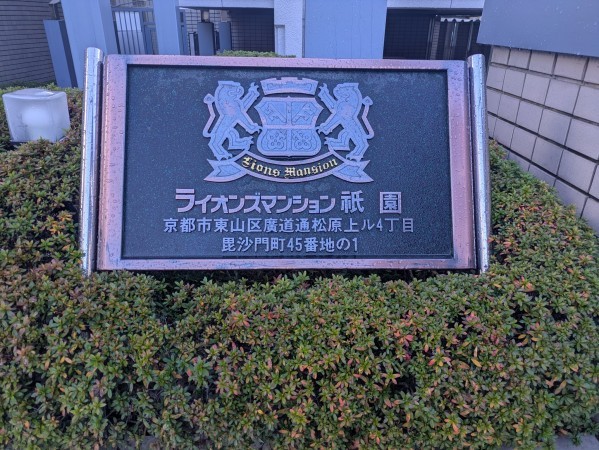 Lions Mansion
ライオンズマンション 祇園
京都市東山区廣道通松原上ル4丁目
毘沙門町45番地の1